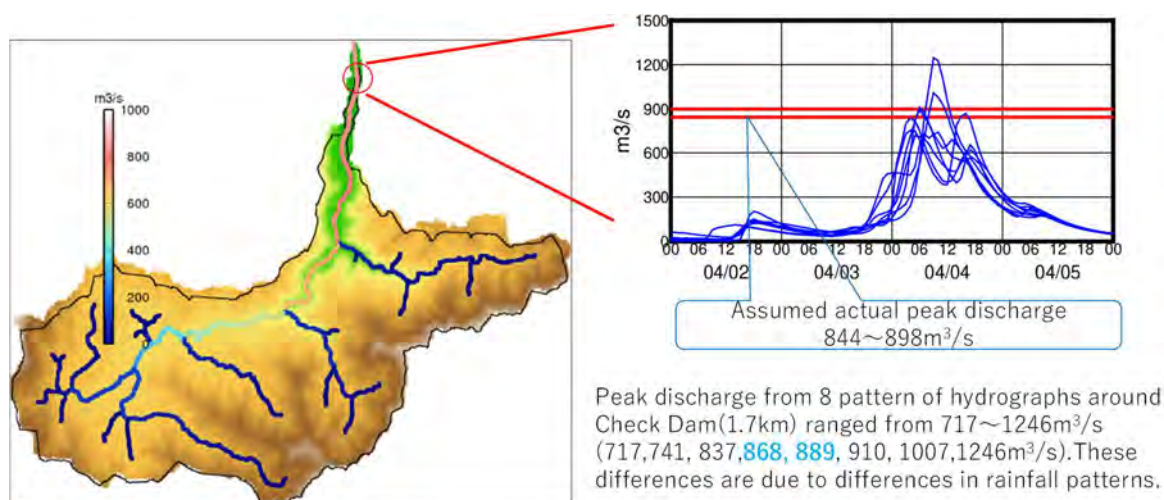 m3/s
1000
800
600
400
200
1500
1200
900
600
300
0
m3/s
00 06 12 18 00 06 12 18 00 06 12 18 00 06 12 18 00
04/02 04/03 04/04 04/05
Assumed actual peak discharge
844~898m³/s
Peak discharge from 8 pattern of hydrographs around
Check Dam(1.7km) ranged from 717~1246m³/s
(717,741, 837,868, 889, 910, 1007,1246m³/s).These
differences are due to differences in rainfall patterns.